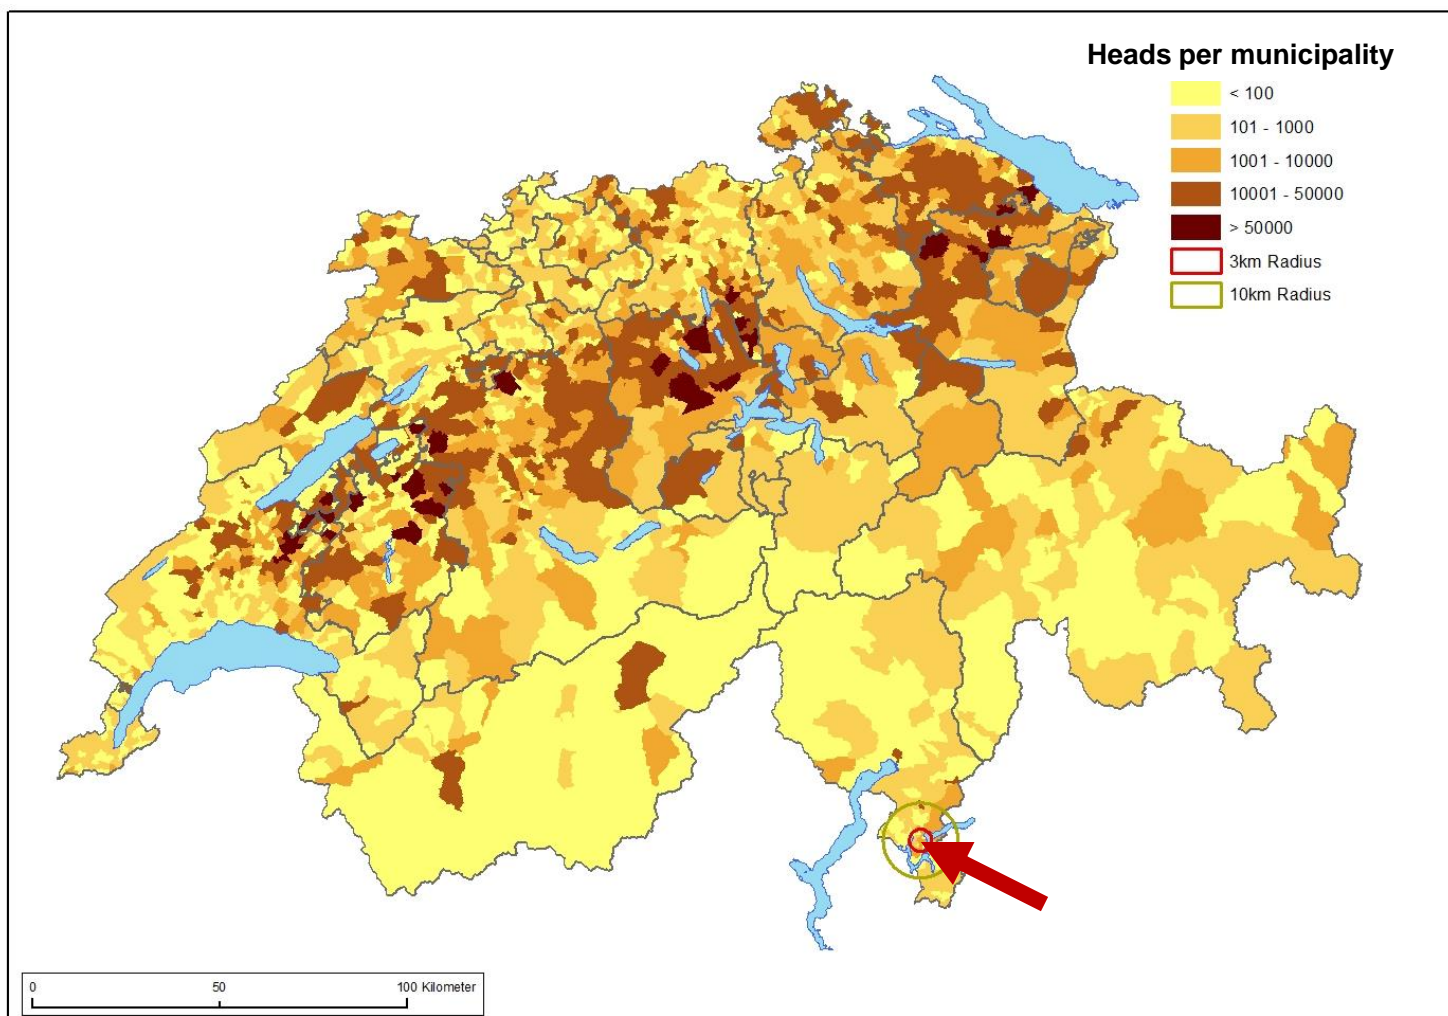 Heads per municipality
< 100
101 - 1000
1001 - 10000
10001 - 50000
> 50000
3km Radius
10km Radius
0 50 100 Kilometer